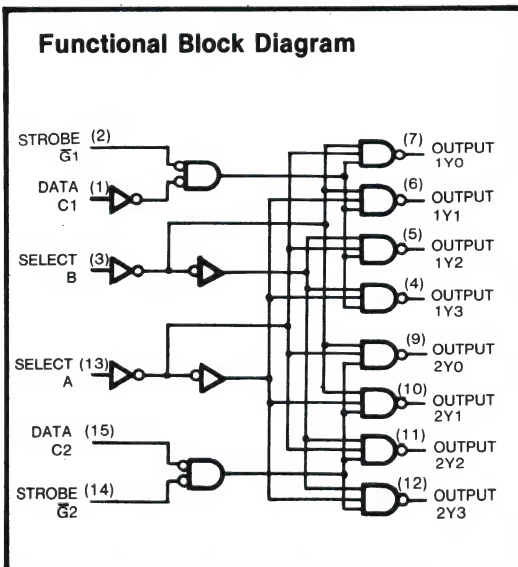 Functional Block Diagram
STROBE (2)
G̅1
DATA (1)
C1
SELECT (3)
B
SELECT (13)
A
DATA (15)
C2
STROBE (14)
G̅2
(7) OUTPUT
1Y0
(6) OUTPUT
1Y1
(5) OUTPUT
1Y2
(4) OUTPUT
1Y3
(9) OUTPUT
2Y0
(10) OUTPUT
2Y1
(11) OUTPUT
2Y2
(12) OUTPUT
2Y3